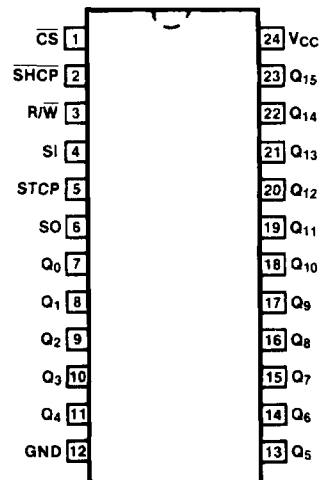 C̅S̅ 1 24 VCC
S̅H̅C̅P̅ 2 23 Q15
R/W̅ 3 22 Q14
SI 4 21 Q13
STCP 5 20 Q12
SO 6 19 Q11
Q0 7 18 Q10
Q1 8 17 Q9
Q2 9 16 Q8
Q3 10 15 Q7
Q4 11 14 Q6
GND 12 13 Q5